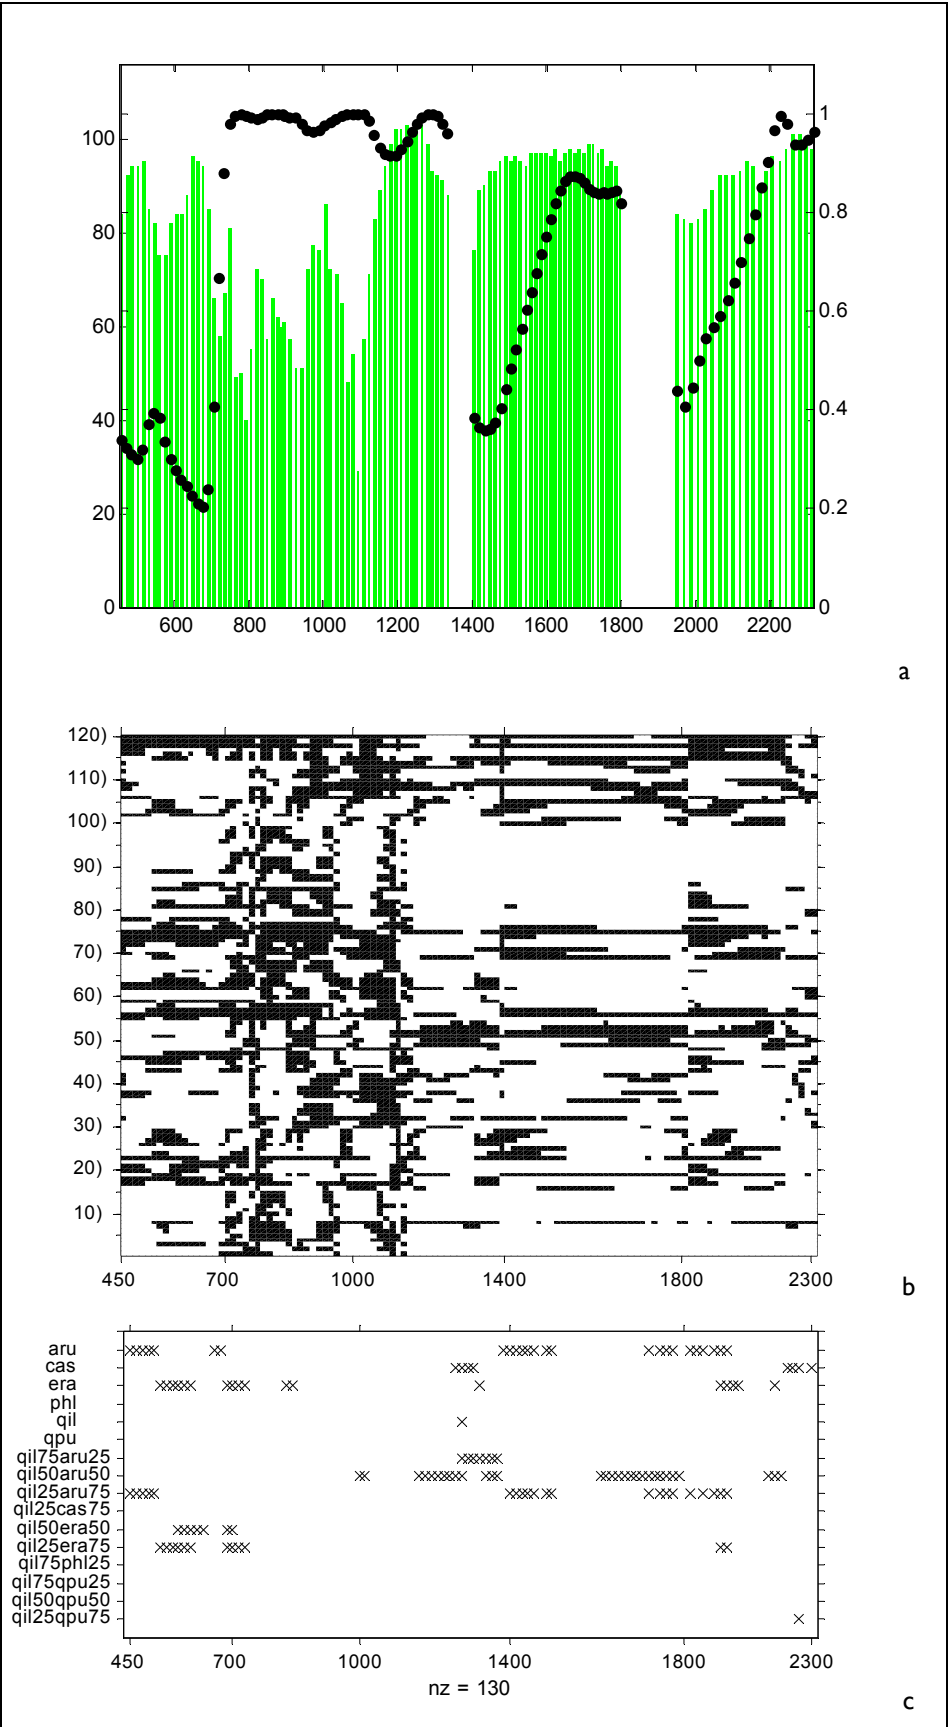 1
100
0.8
80
0.6
60
0.4
40
0.2
20
0 0
600 800 1000 1200 1400 1600 1800 2000 2200
a
120)
110)
100)
90)
80)
70)
60)
50)
40)
30)
20)
10)
450 700 1000 1400 1800 2300
b
aru
cas
era
phl
qil
qpu
qil75aru25
qil50aru50
qil25aru75
qil25cas75
qil50era50
qil25era75
qil75phl25
qil75qpu25
qil50qpu50
qil25qpu75
450 700 1000 1400 1800 2300
nz = 130
c